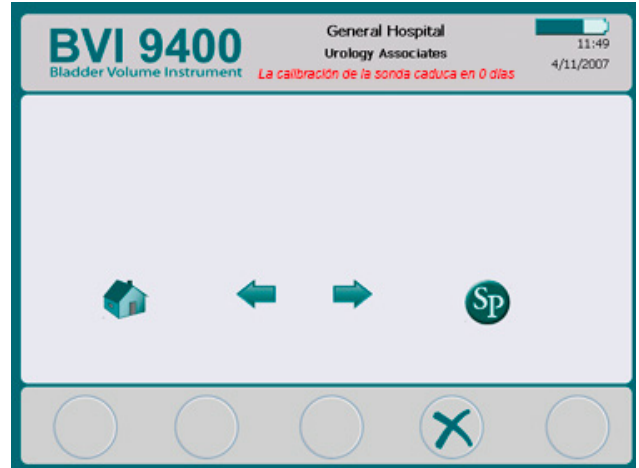 BVI 9400
Bladder Volume Instrument
General Hospital
Urology Associates
La calibración de la sonda caduca en 0 días
11:49
4/11/2007
SP